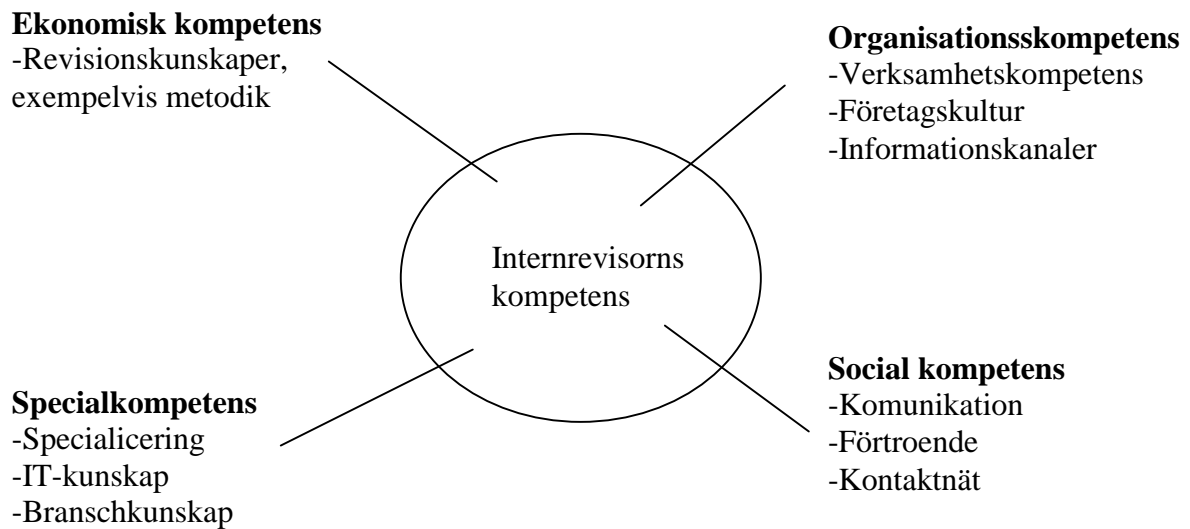 Ekonomisk kompetens
-Revisionskunskaper,
exempelvis metodik
Organisationsskompetens
-Verksamhetskompetens
-Företagskultur
-Informationskanaler
Internrevisorns
kompetens
Specialkompetens
-Specialicering
-IT-kunskap
-Branschkunskap
Social kompetens
-Komunikation
-Förtroende
-Kontaktnät